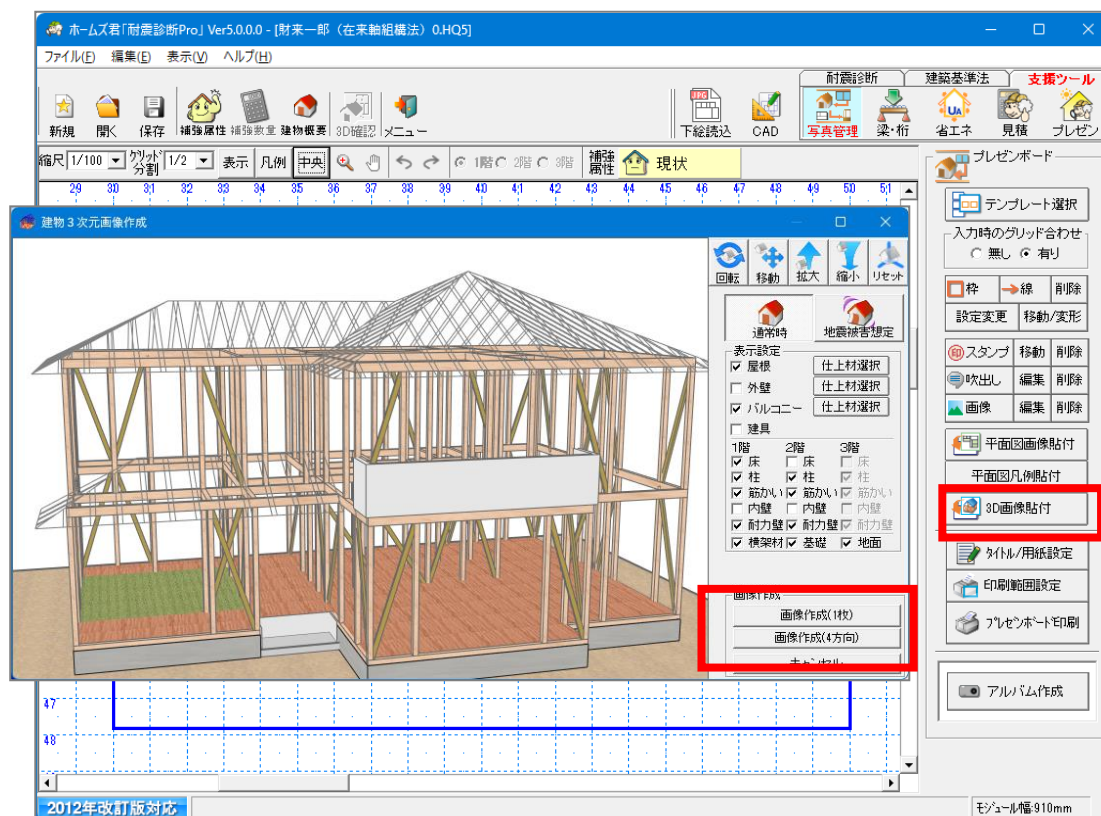 ホームズ君「耐震診断Pro」Ver5.0.0.0 - [財来一郎（在来軸組構法）0.HQ5]
ファイル(F) 編集(E) 表示(V) ヘルプ(H)
耐震診断 建築基準法 支援ツール
新規 開く 保存 補強属性 補強数量 建物概要 3D確認 メニュー 下絵読込 CAD 写真管理 梁・桁 省エネ 見積 プレゼン
縮尺 1/100 グリッド分割 1/2 表示 凡例 中央 1階 2階 3階 補強属性 現状
29 30 31 32 33 34 35 36 37 38 39 40 41 42 43 44 45 46 47 48 49 50 51
プレゼンボード
テンプレート選択
入力時のグリッド合わせ
無し 有り
枠 線 削除
設定変更 移動/変形
印 スタンプ 移動 削除
吹出し 編集 削除
画像 編集 削除
平面図画像貼付
平面図凡例貼付
3D画像貼付
タイトル/用紙設定
印刷範囲設定
プレゼンボード印刷
アルバム作成
建物３次元画像作成
回転 移動 拡大 縮小 リセット
通常時 地震被害想定
表示設定
屋根 仕上材選択
外壁 仕上材選択
バルコニー 仕上材選択
建具
1階 2階 3階
床 床 床
柱 柱 柱
筋かい 筋かい 筋かい
内壁 内壁 内壁
耐力壁 耐力壁 耐力壁
横架材 基礎 地面
画像作成
画像作成(1枚)
画像作成(4方向)
キャンセル
47
48
2012年改訂版対応
モジュール幅:910mm